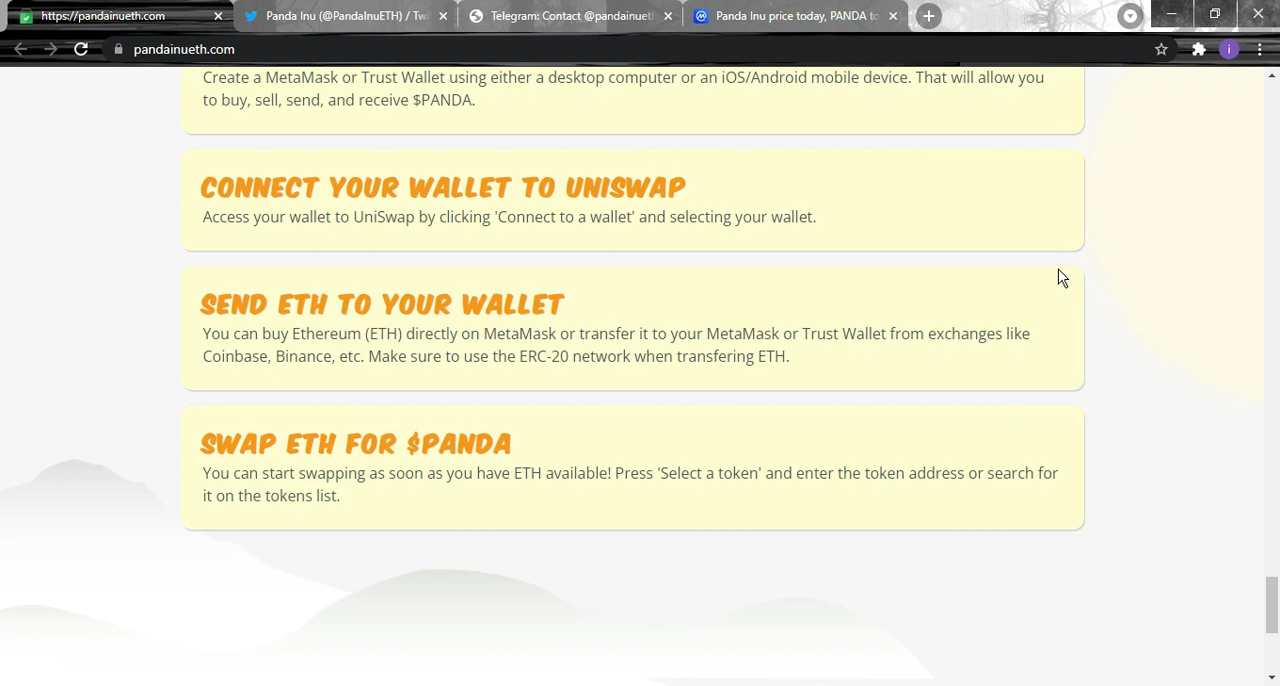 https://pandainueth.com
Panda Inu (@PandaInuETH) / Twi
Telegram: Contact @pandainueth
Panda Inu price today, PANDA to
pandainueth.com
i
Create a MetaMask or Trust Wallet using either a desktop computer or an iOS/Android mobile device. That will allow you
to buy, sell, send, and receive $PANDA.
CONNECT YOUR WALLET TO UNISWAP
Access your wallet to UniSwap by clicking 'Connect to a wallet' and selecting your wallet.
SEND ETH TO YOUR WALLET
You can buy Ethereum (ETH) directly on MetaMask or transfer it to your MetaMask or Trust Wallet from exchanges like
Coinbase, Binance, etc. Make sure to use the ERC-20 network when transfering ETH.
SWAP ETH FOR $PANDA
You can start swapping as soon as you have ETH available! Press 'Select a token' and enter the token address or search for
it on the tokens list.